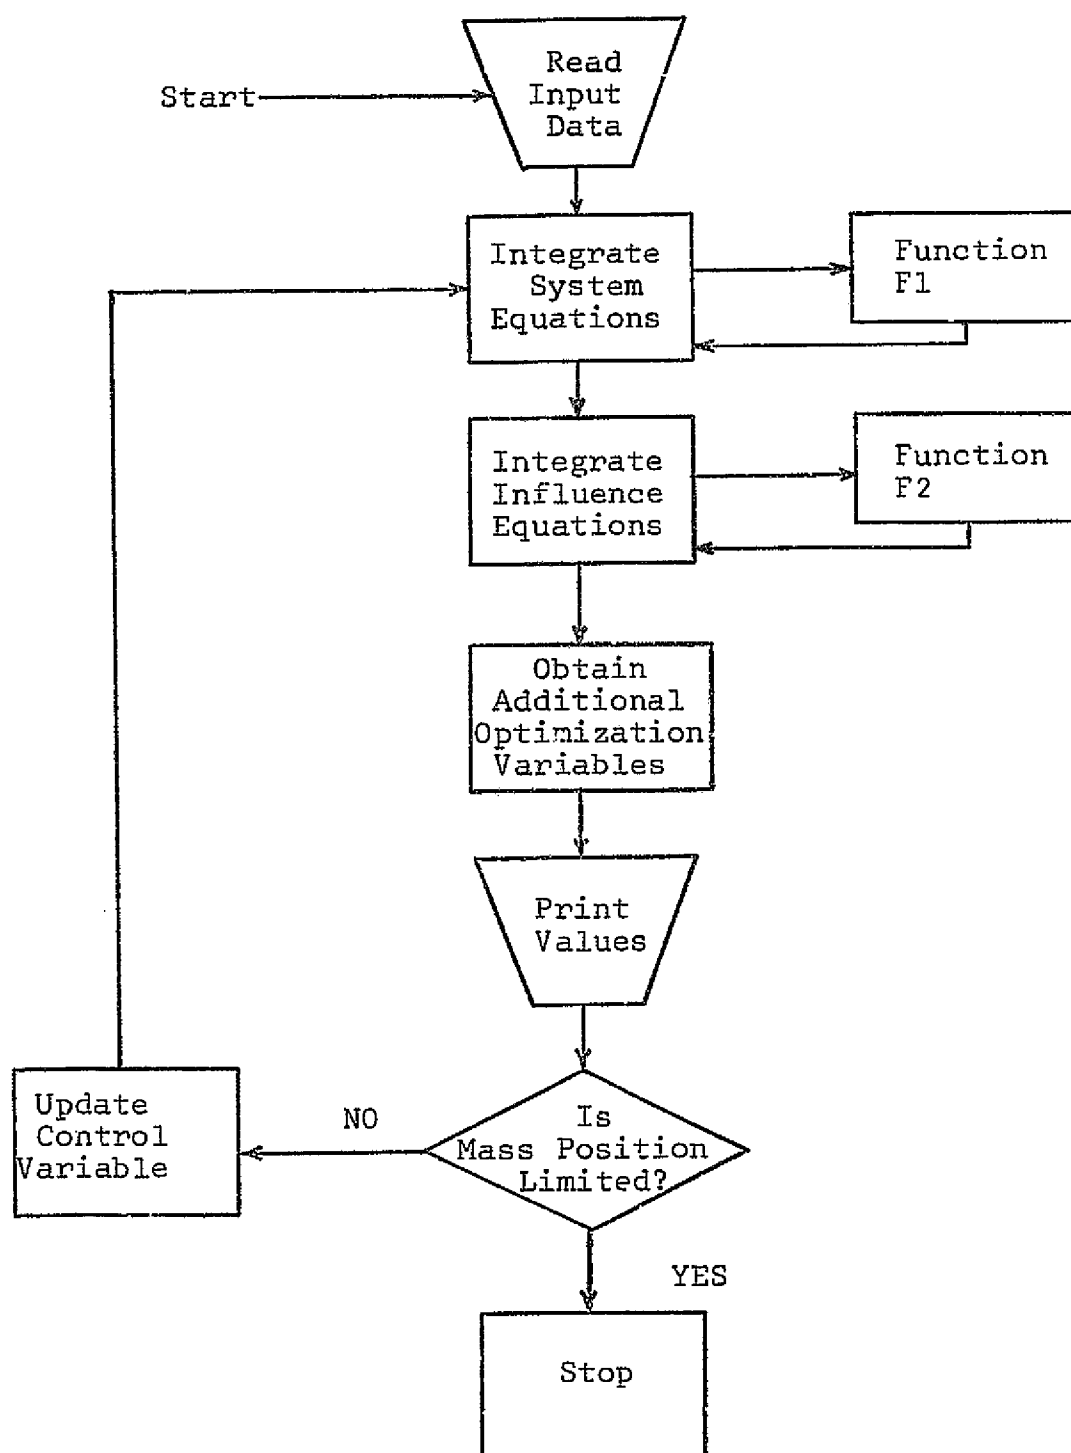 Read
Input
Data
Start
Integrate
System
Equations
Function
F1
Integrate
Influence
Equations
Function
F2
Obtain
Additional
Optimization
Variables
Print
Values
Is
Mass Position
Limited?
NO
Update
Control
Variable
YES
Stop